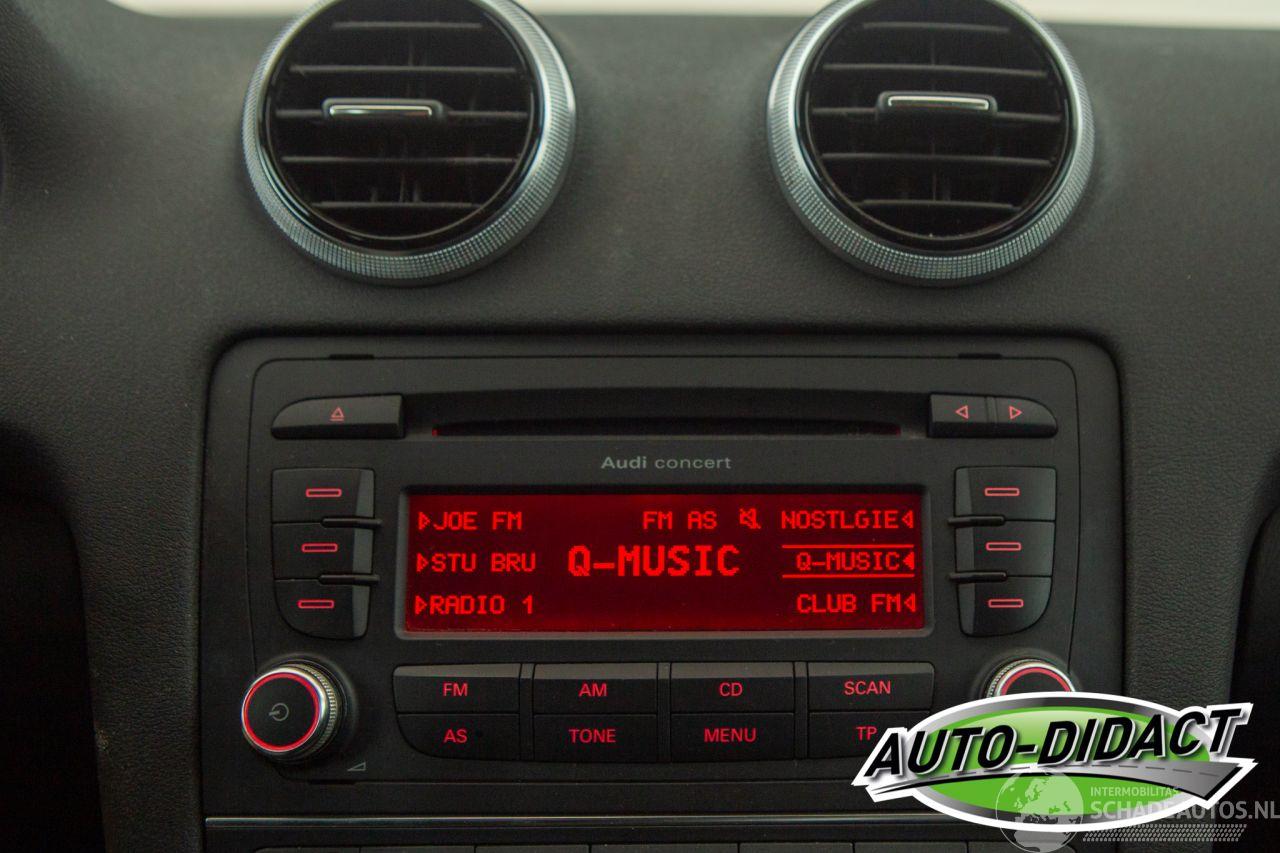 Audi concert
JOE FM FM AS NOSTLGIE
STU BRU Q-MUSIC Q-MUSIC
RADIO 1 CLUB FM
FM AM CD SCAN
AS TONE MENU TP
AUTO-DIDACT
INTERMOBILITAS
SCHADEAUTOS.NL